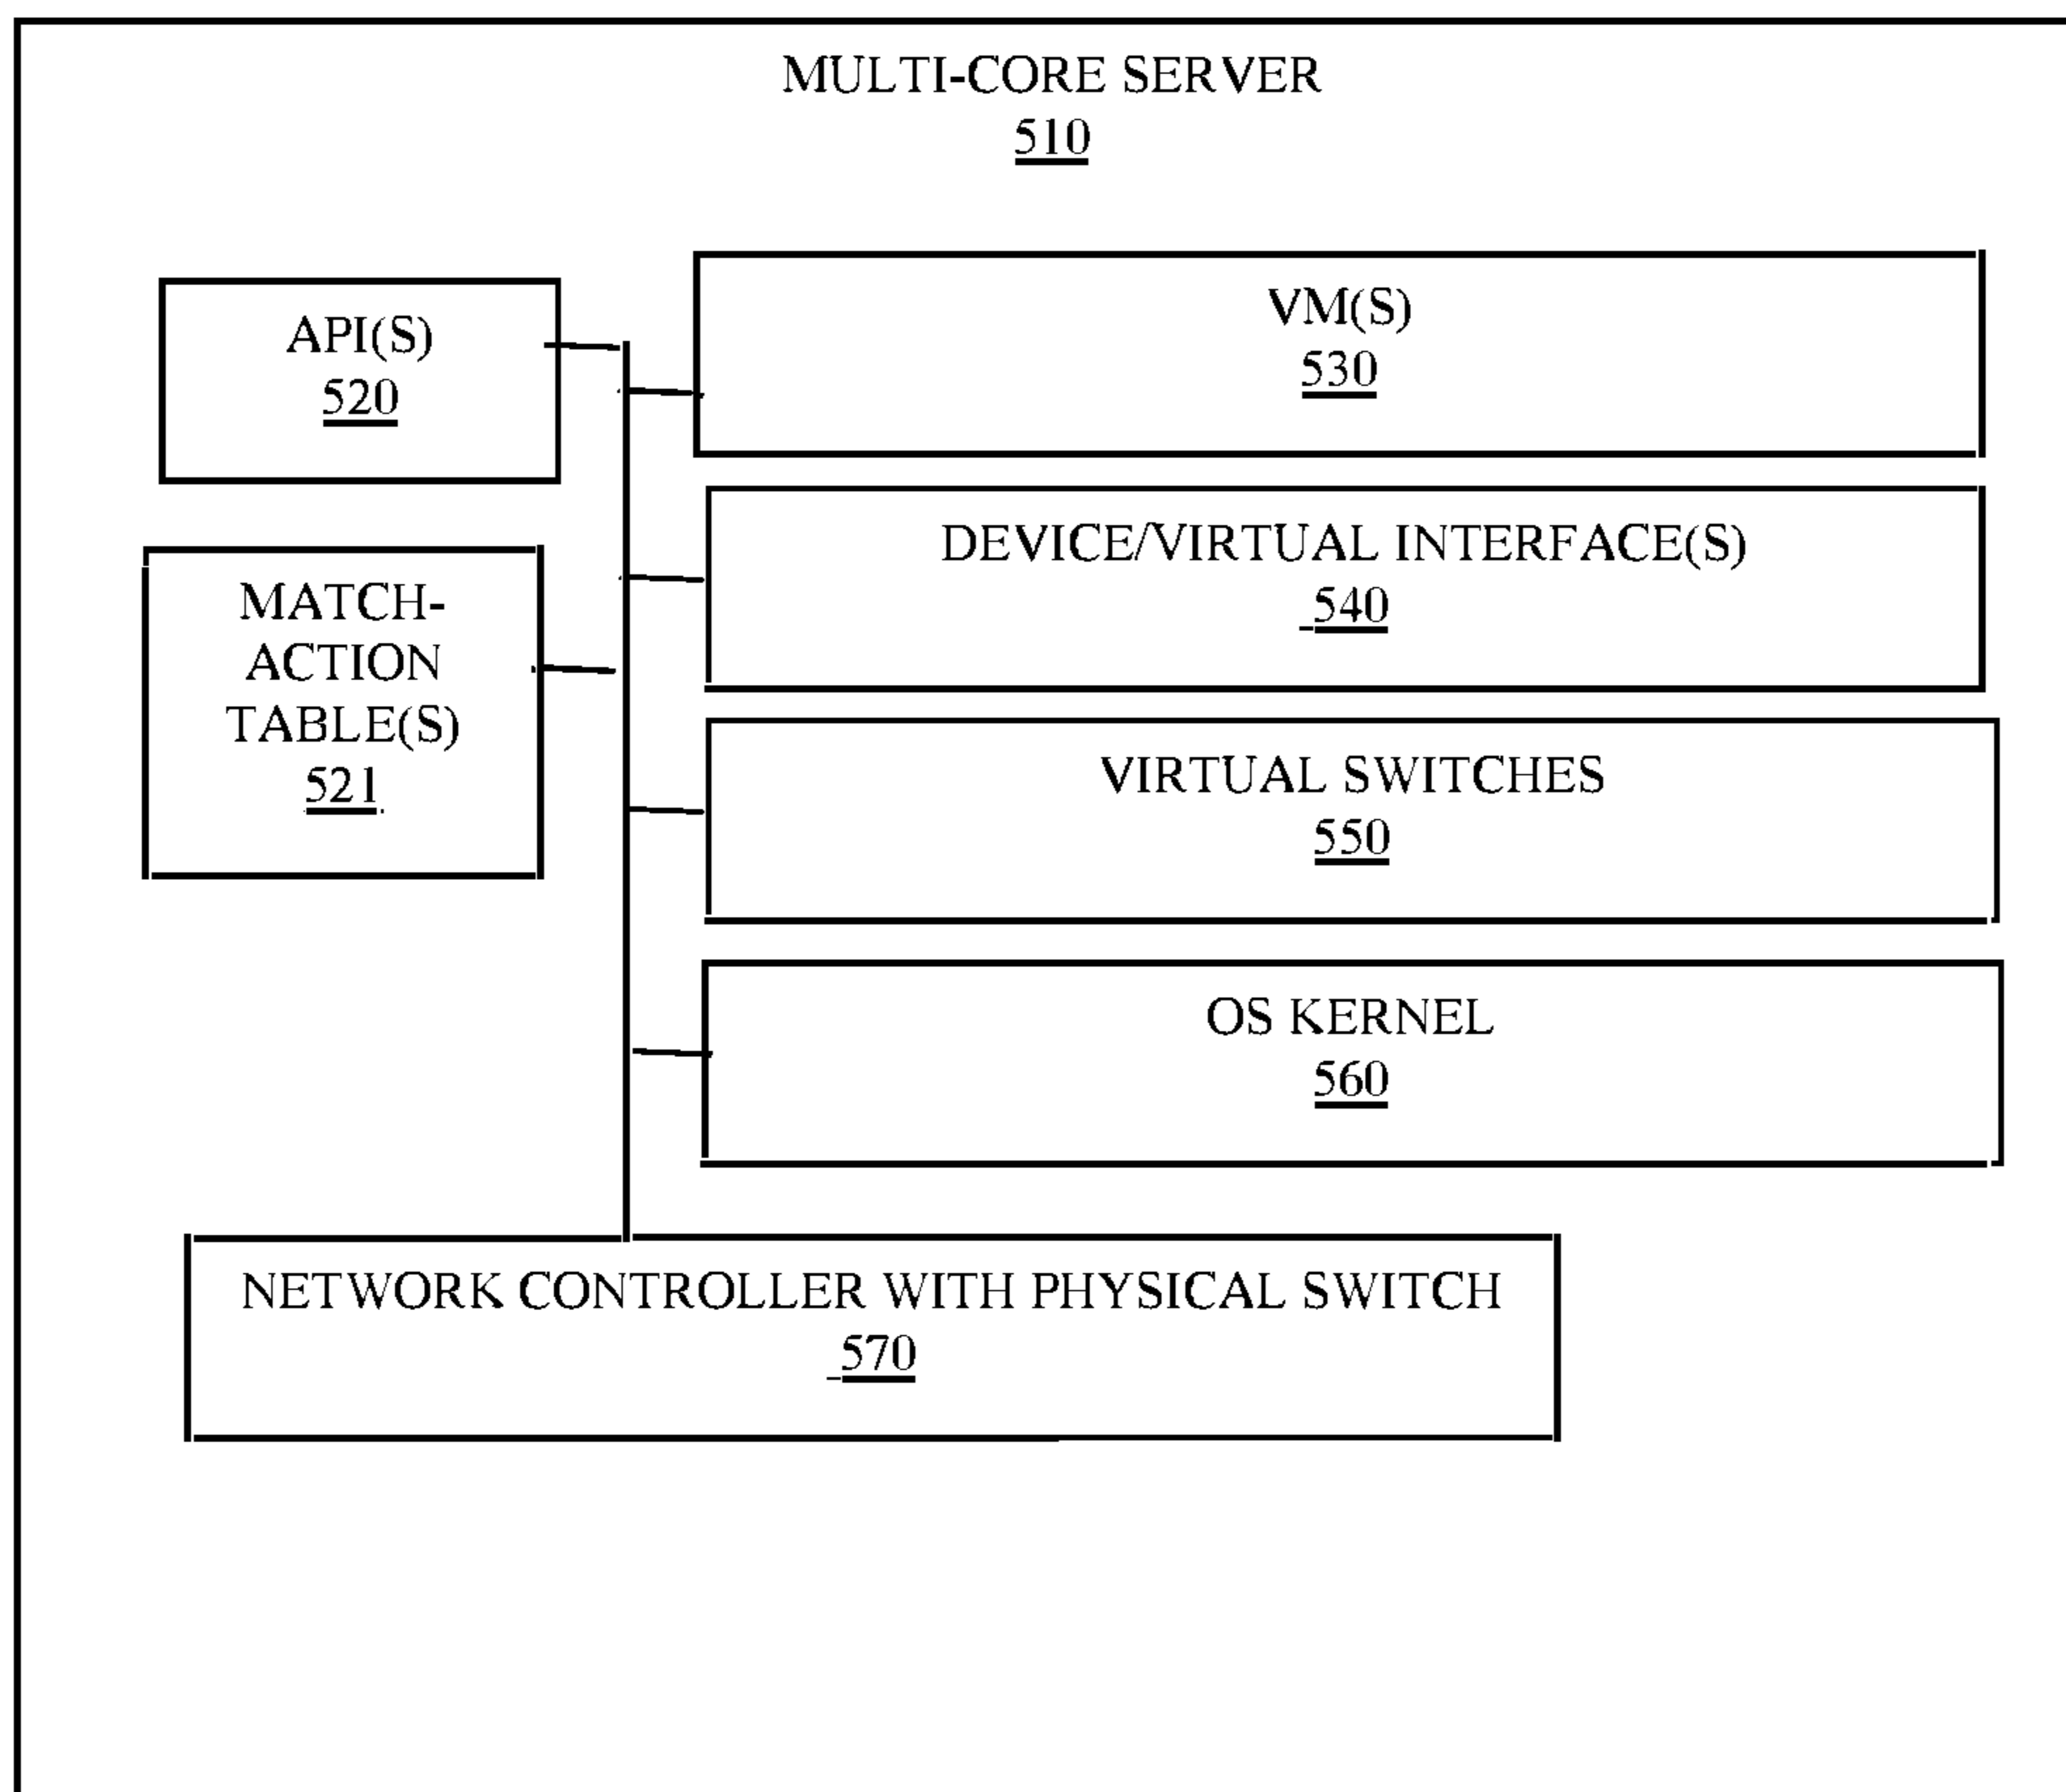 MULTI-CORE SERVER
510
API(S)
520
VM(S)
530
MATCH-
ACTION
TABLE(S)
521
DEVICE/VIRTUAL INTERFACE(S)
540
VIRTUAL SWITCHES
550
OS KERNEL
560
NETWORK CONTROLLER WITH PHYSICAL SWITCH
570